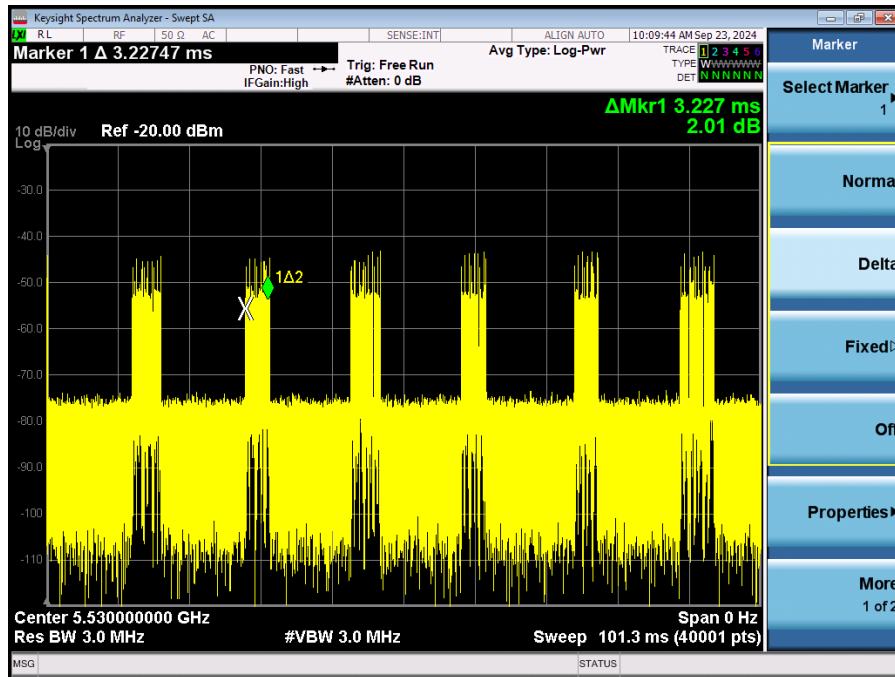 Keysight Spectrum Analyzer - Swept SA
LXI RL RF 50 Ω AC SENSE:INT ALIGN AUTO 10:09:44 AM Sep 23, 2024
Marker 1 Δ 3.22747 ms
PNO: Fast
IFGain:High
Trig: Free Run
#Atten: 0 dB
Avg Type: Log-Pwr
TRACE 1 2 3 4 5 6
TYPE WWWWWW
DET N N N N N N
ΔMkr1 3.227 ms
2.01 dB
10 dB/div Ref -20.00 dBm
Log
-30.0
-40.0
-50.0
1Δ2
X
-60.0
-70.0
-80.0
-90.0
-100
-110
Center 5.530000000 GHz Span 0 Hz
Res BW 3.0 MHz #VBW 3.0 MHz Sweep 101.3 ms (40001 pts)
MSG STATUS
Marker
Select Marker
1
Norma
Delta
Fixed
Off
Properties
More
1 of 2